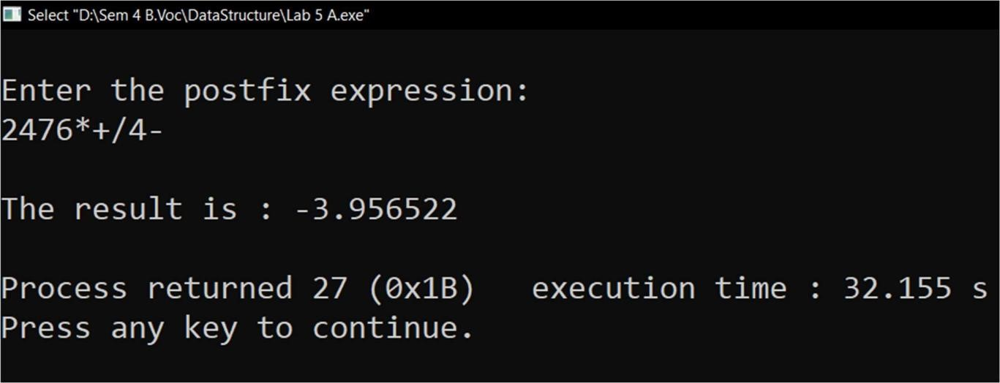 Select "D:\Sem 4 B.Voc\DataStructure\Lab 5 A.exe"
Enter the postfix expression:
2476*+/4-
The result is : -3.956522
Process returned 27 (0x1B)   execution time : 32.155 s
Press any key to continue.